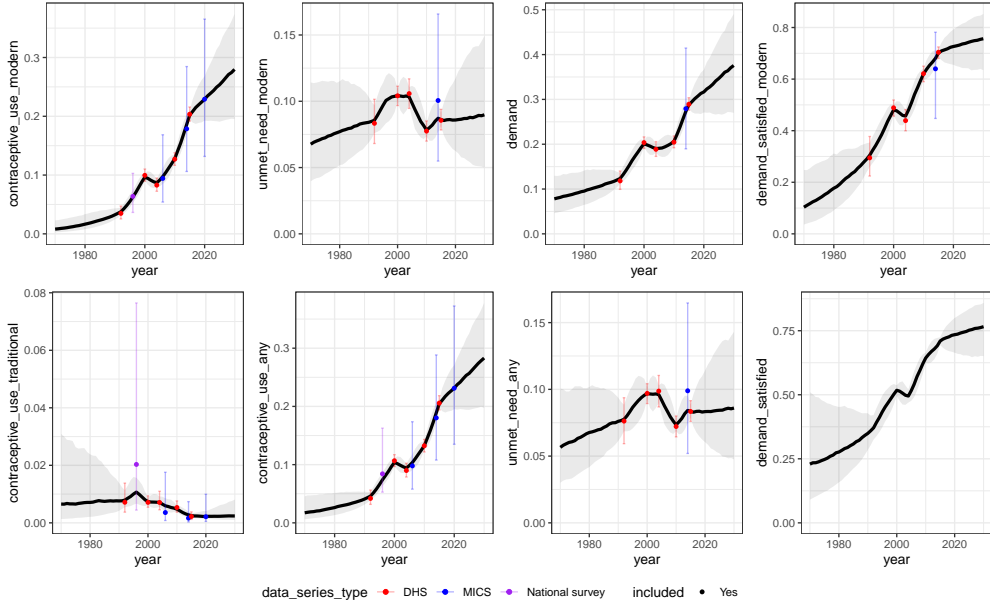 contraceptive_use_modern
0.3
0.2
0.1
0.0
1980 2000 2020
year
unmet_need_modern
0.15
0.10
0.05
0.00
1980 2000 2020
year
demand
0.5
0.4
0.3
0.2
0.1
0.0
1980 2000 2020
year
demand_satisfied_modern
0.8
0.6
0.4
0.2
0.0
1980 2000 2020
year
contraceptive_use_traditional
0.08
0.06
0.04
0.02
0.00
1980 2000 2020
year
contraceptive_use_any
0.3
0.2
0.1
0.0
1980 2000 2020
year
unmet_need_any
0.15
0.10
0.05
0.00
1980 2000 2020
year
demand_satisfied
0.75
0.50
0.25
0.00
1980 2000 2020
year
data_series_type DHS MICS National survey included Yes